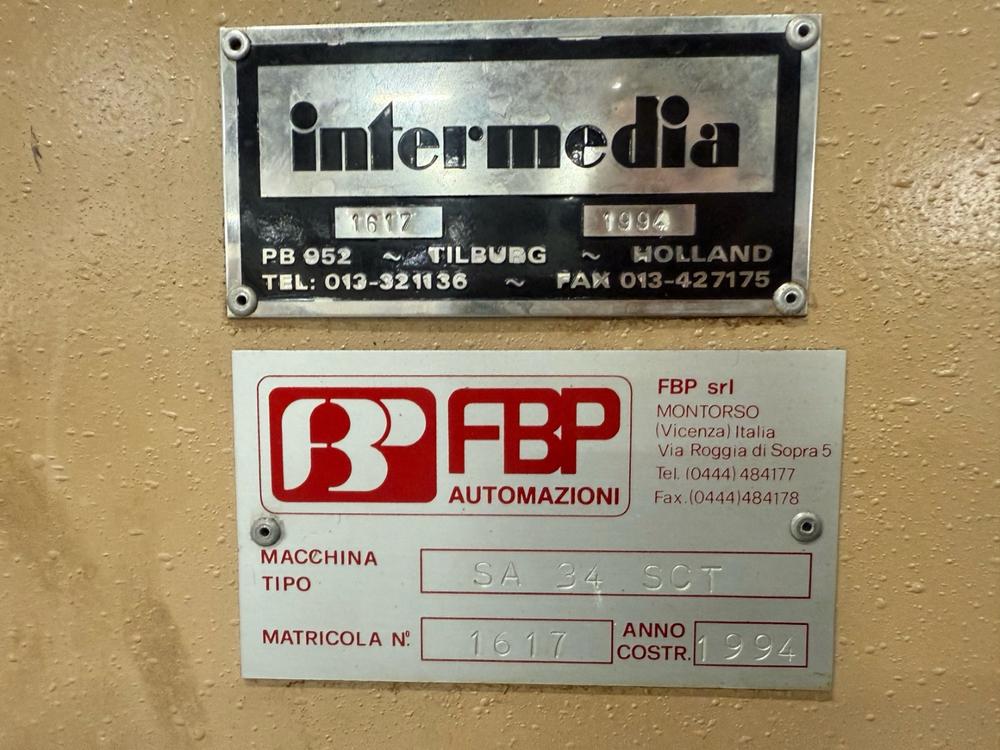 intermedia
1617 1994
PB 952 ~ TILBURG ~ HOLLAND
TEL: 013-321136 ~ FAX 013-427175
FBP
FBP
AUTOMAZIONI
FBP srl
MONTORSO
(Vicenza) Italia
Via Roggia di Sopra 5
Tel. (0444) 484177
Fax. (0444) 484178
MACCHINA
TIPO
SA 34 SCT
MATRICOLA Nº. 1617
ANNO
COSTR. 1994